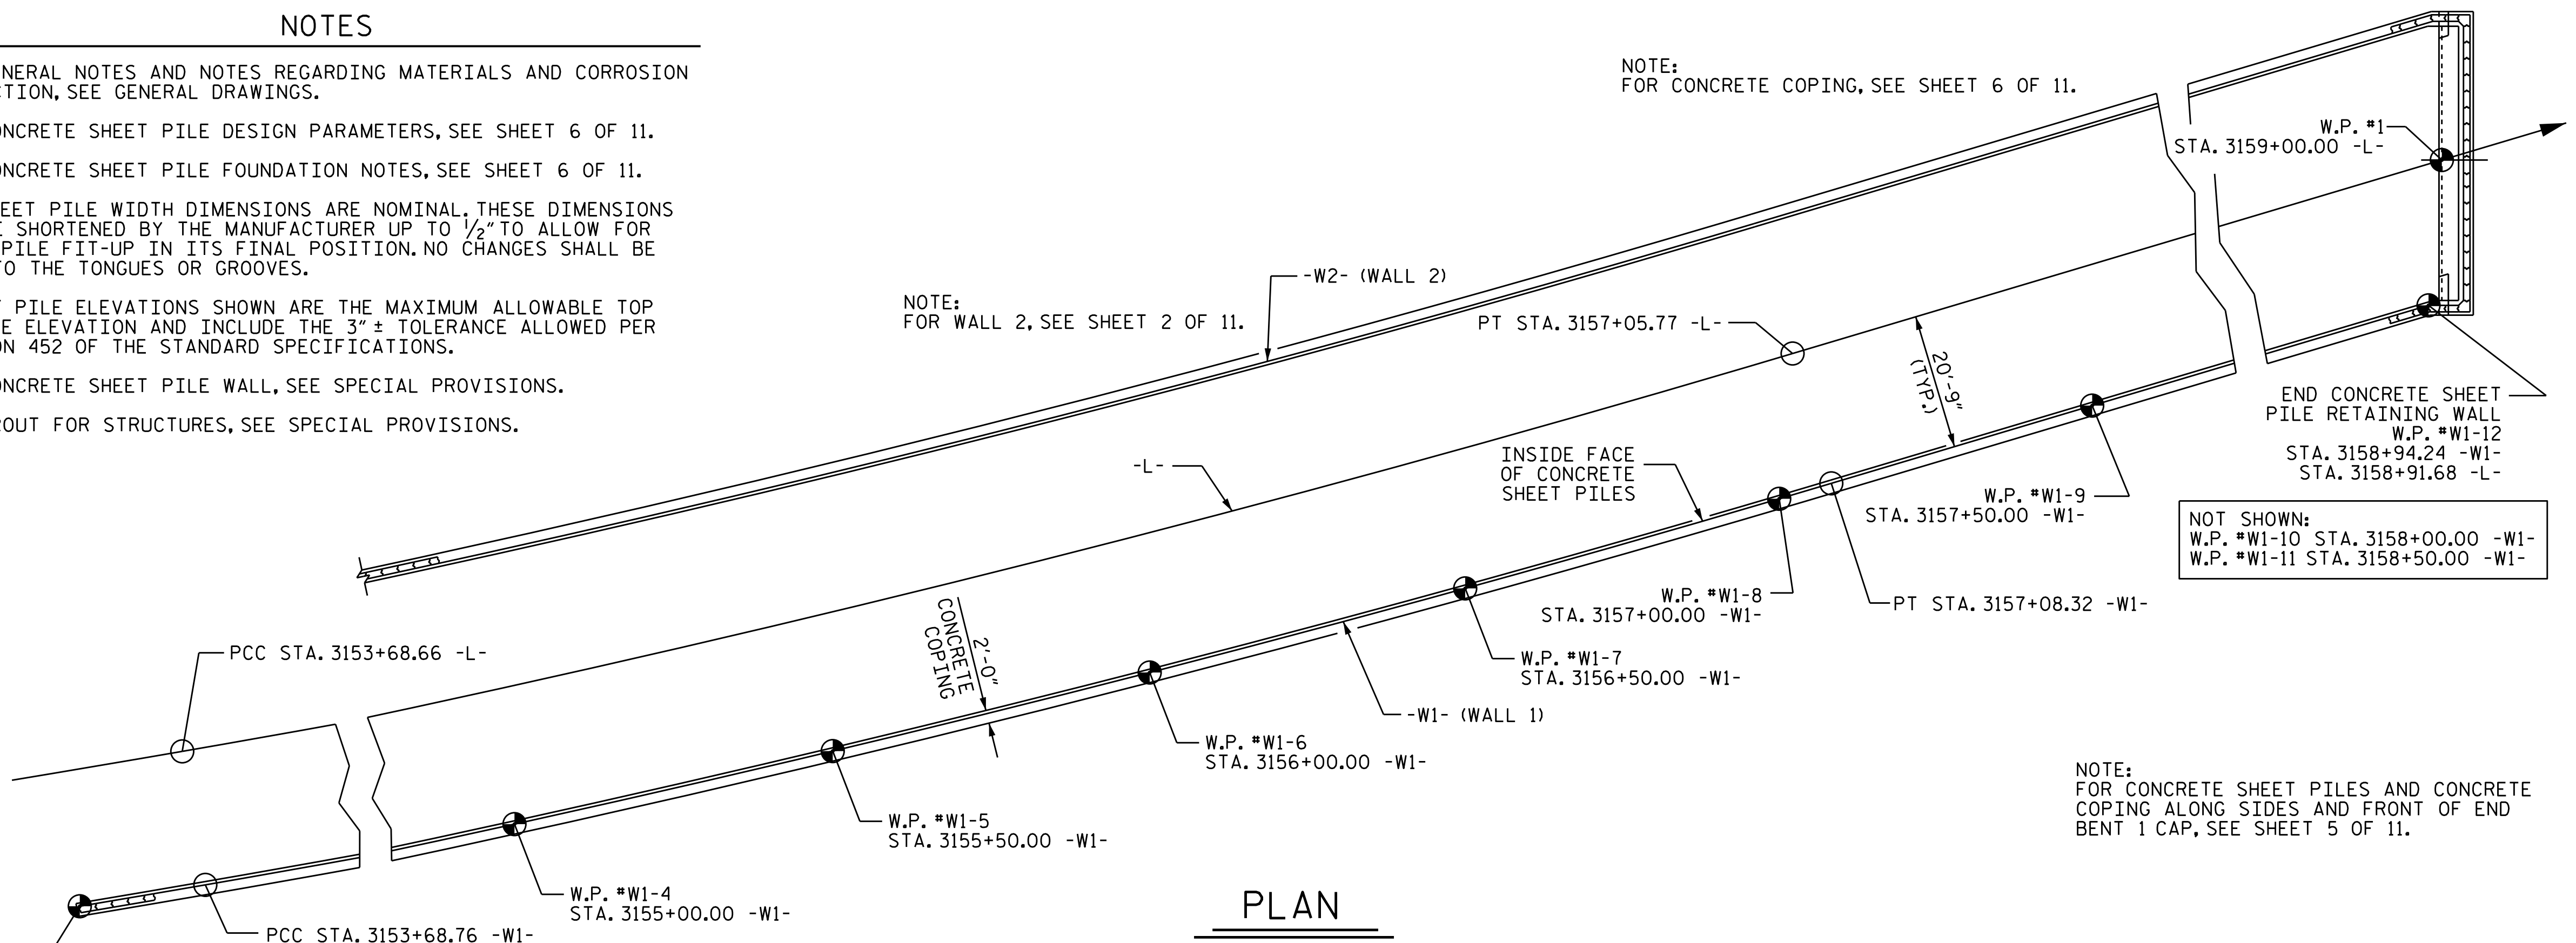 NOTES
ENERAL NOTES AND NOTES REGARDING MATERIALS AND CORROSION
CTION, SEE GENERAL DRAWINGS.
ONCRETE SHEET PILE DESIGN PARAMETERS, SEE SHEET 6 OF 11.
ONCRETE SHEET PILE FOUNDATION NOTES, SEE SHEET 6 OF 11.
EET PILE WIDTH DIMENSIONS ARE NOMINAL. THESE DIMENSIONS
E SHORTENED BY THE MANUFACTURER UP TO 1/2" TO ALLOW FOR
PILE FIT-UP IN ITS FINAL POSITION. NO CHANGES SHALL BE
TO THE TONGUES OR GROOVES.
T PILE ELEVATIONS SHOWN ARE THE MAXIMUM ALLOWABLE TOP
E ELEVATION AND INCLUDE THE 3" ± TOLERANCE ALLOWED PER
ON 452 OF THE STANDARD SPECIFICATIONS.
ONCRETE SHEET PILE WALL, SEE SPECIAL PROVISIONS.
ROUT FOR STRUCTURES, SEE SPECIAL PROVISIONS.
NOTE:
FOR CONCRETE COPING, SEE SHEET 6 OF 11.
W.P. #1
STA. 3159+00.00 -L-
-W2- (WALL 2)
NOTE:
FOR WALL 2, SEE SHEET 2 OF 11.
PT STA. 3157+05.77 -L-
20'-9"
(TYP.)
END CONCRETE SHEET
PILE RETAINING WALL
W.P. #W1-12
STA. 3158+94.24 -W1-
STA. 3158+91.68 -L-
-L-
INSIDE FACE
OF CONCRETE
SHEET PILES
W.P. #W1-9
STA. 3157+50.00 -W1-
NOT SHOWN:
W.P. #W1-10 STA. 3158+00.00 -W1-
W.P. #W1-11 STA. 3158+50.00 -W1-
W.P. #W1-8
STA. 3157+00.00 -W1-
PT STA. 3157+08.32 -W1-
2'-0"
CONCRETE
COPING
PCC STA. 3153+68.66 -L-
W.P. #W1-7
STA. 3156+50.00 -W1-
-W1- (WALL 1)
W.P. #W1-6
STA. 3156+00.00 -W1-
NOTE:
FOR CONCRETE SHEET PILES AND CONCRETE
COPING ALONG SIDES AND FRONT OF END
BENT 1 CAP, SEE SHEET 5 OF 11.
W.P. #W1-5
STA. 3155+50.00 -W1-
W.P. #W1-4
STA. 3155+00.00 -W1-
PCC STA. 3153+68.76 -W1-
PLAN